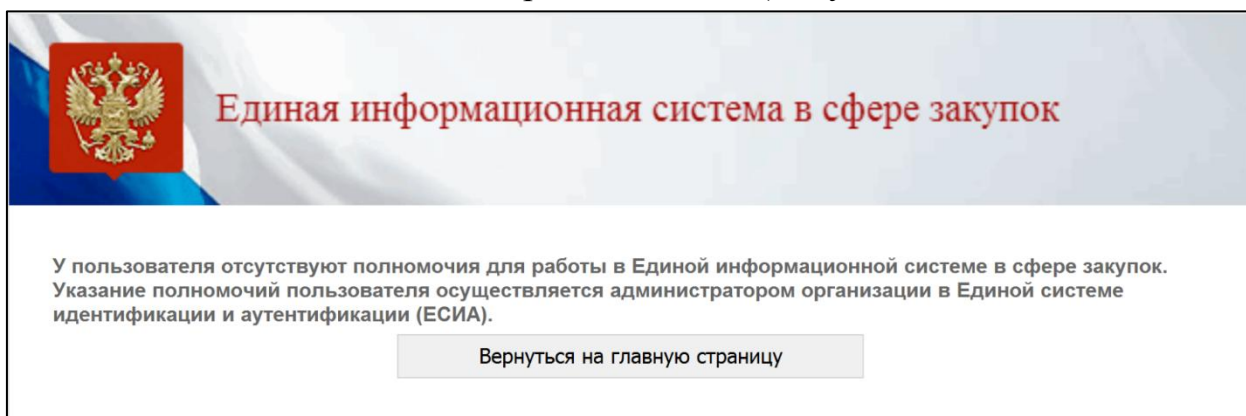 Единая информационная система в сфере закупок
У пользователя отсутствуют полномочия для работы в Единой информационной системе в сфере закупок.
Указание полномочий пользователя осуществляется администратором организации в Единой системе
идентификации и аутентификации (ЕСИА).
Вернуться на главную страницу